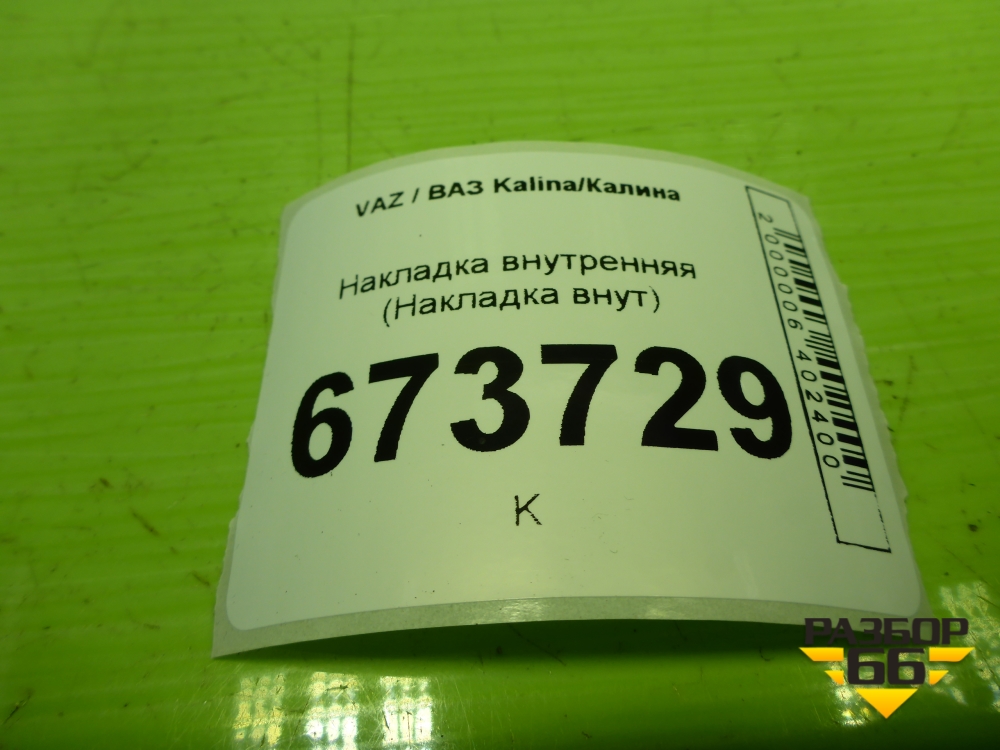 VAZ / ВАЗ Kalina/Калина
Накладка внутренняя
(Накладка внут)
673729
К
2000006402400
РАЗБОР
66